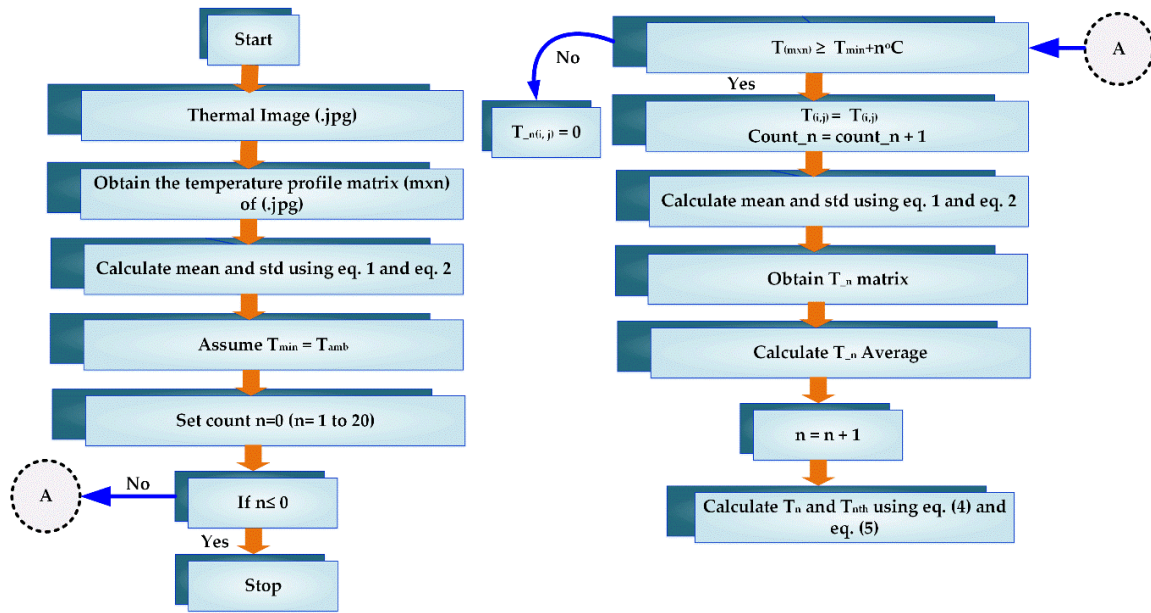 Start
Thermal Image (.jpg)
Obtain the temperature profile matrix (mxn)
of (.jpg)
Calculate mean and std using eq. 1 and eq. 2
Assume Tmin = Tamb
Set count n=0 (n= 1 to 20)
A
No
If n≤ 0
Yes
Stop
T(mxn) ≥ Tmin+nºC
A
No
Yes
T_n(i, j) = 0
T(i,j) = T(i,j)
Count_n = count_n + 1
Calculate mean and std using eq. 1 and eq. 2
Obtain T_n matrix
Calculate T_n Average
n = n + 1
Calculate Tn and Tnth using eq. (4) and
eq. (5)